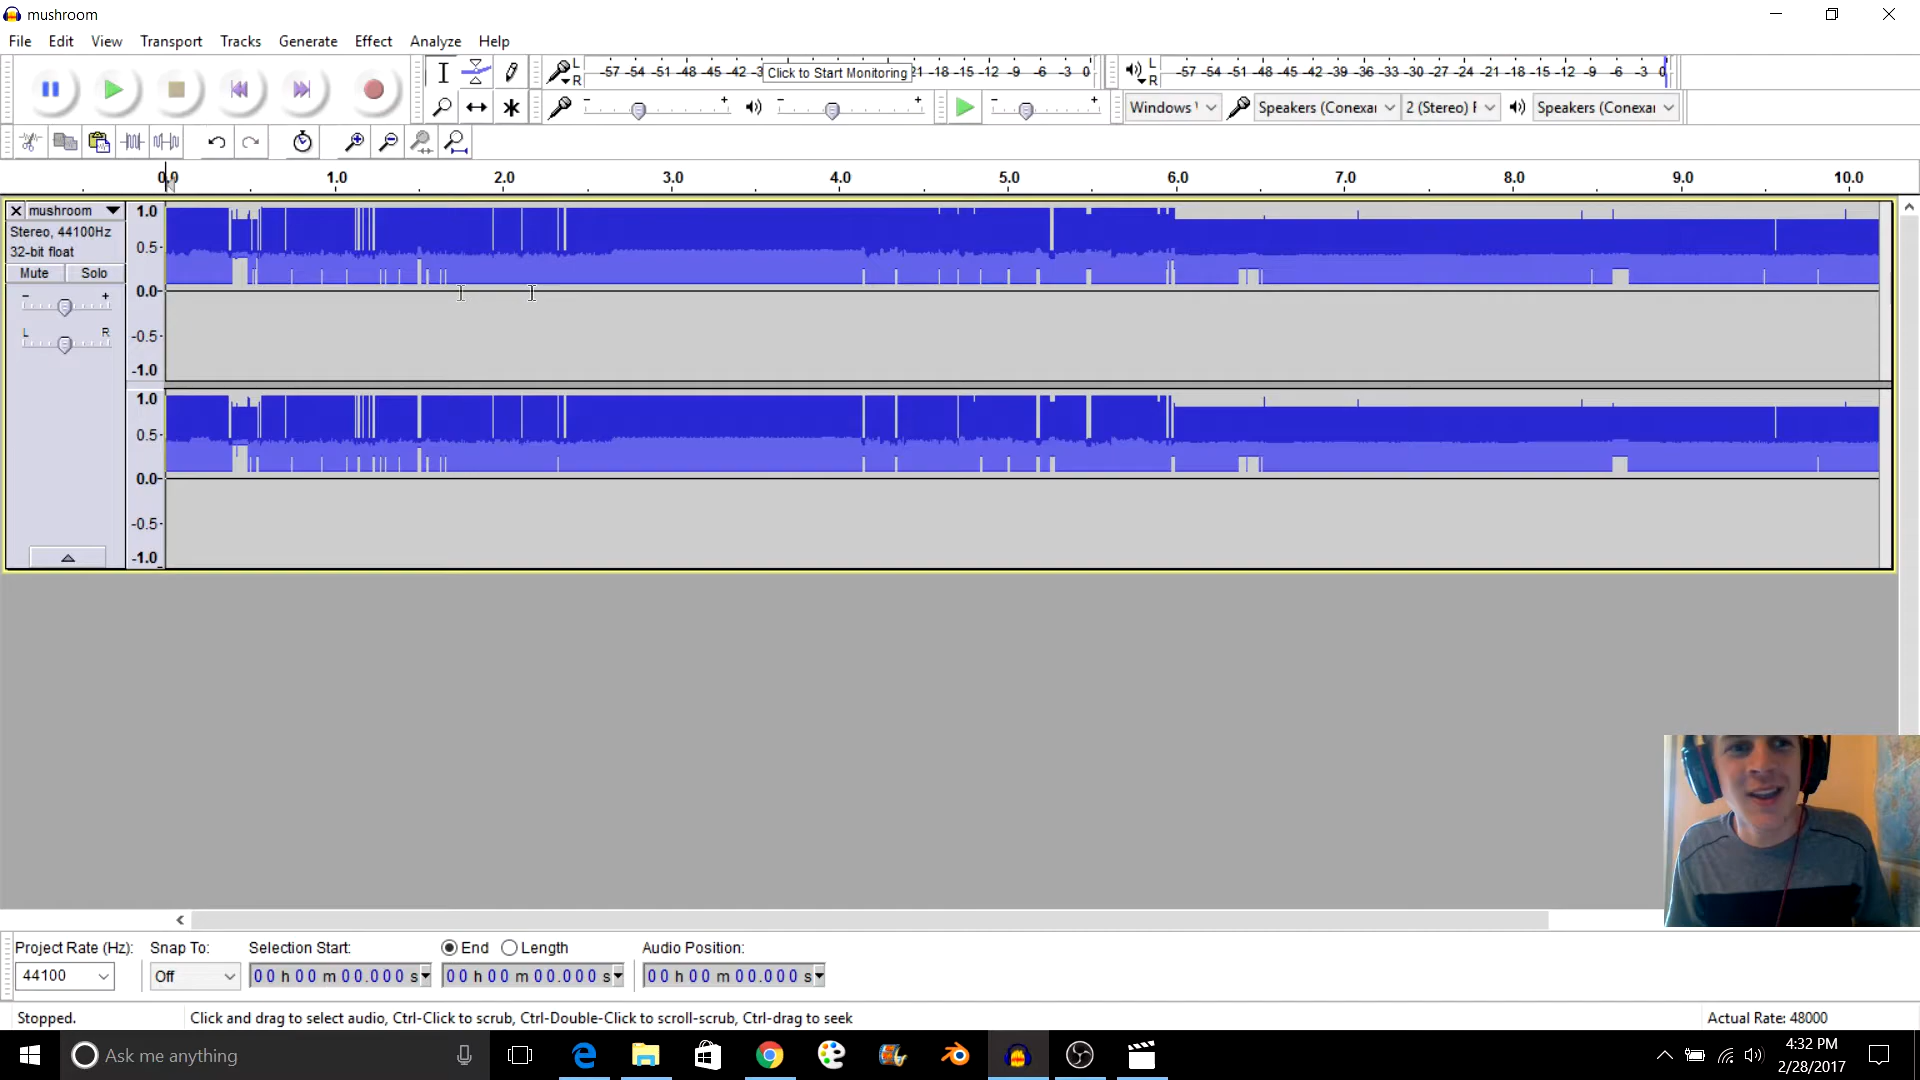 mushroom
File Edit View Transport Tracks Generate Effect Analyze Help
L R -57 -54 -51 -48 -45 -42 -3 Click to Start Monitoring 21 -18 -15 -12 -9 -6 -3 0 L R -57 -54 -51 -48 -45 -42 -39 -36 -33 -30 -27 -24 -21 -18 -15 -12 -9 -6 -3 0
- + - + - + Speakers (Conexai 2 (Stereo) Speakers (Conexai
0.0 1.0 2.0 3.0 4.0 5.0 6.0 7.0 8.0 9.0 10.0
mushroom 1.0
Stereo, 44100Hz
0.5
32-bit float
Mute Solo
0.0
- +
L R
-0.5
-1.0
1.0
0.5
0.0
-0.5
-1.0
Project Rate (Hz): Snap To: Selection Start: End Length Audio Position:
44100 Off 00 h 00 m 00.000 s 00 h 00 m 00.000 s 00 h 00 m 00.000 s
Stopped. Click and drag to select audio, Ctrl-Click to scrub, Ctrl-Double-Click to scroll-scrub, Ctrl-drag to seek Actual Rate: 48000
Ask me anything 4:32 PM
2/28/2017